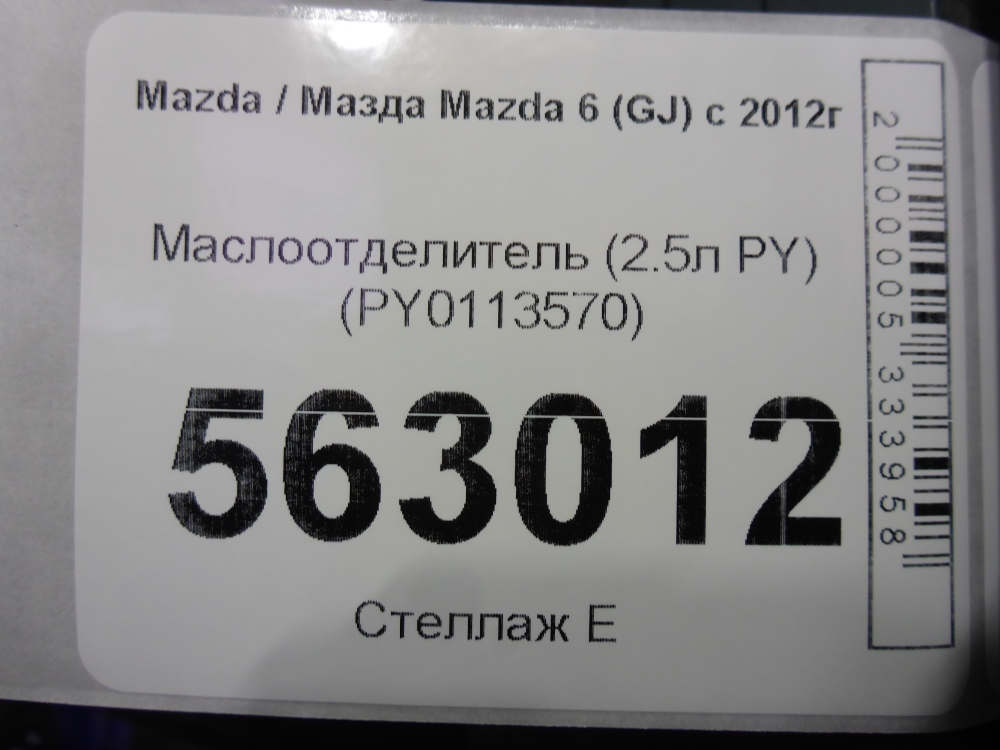 Mazda / Мазда Mazda 6 (GJ) с 2012г
Маслоотделитель (2.5л PY)
(PY0113570)
563012
Стеллаж Е
2000005333958